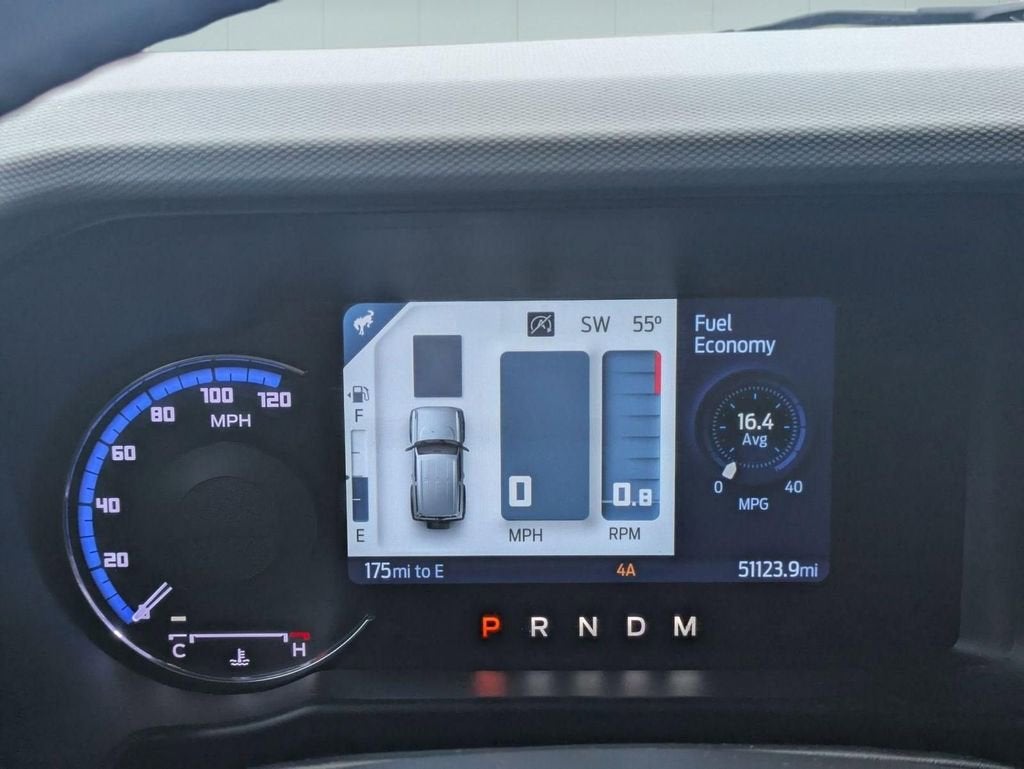 SW 55º
Fuel
Economy
120
100
80
MPH
60
40
20
F
E
0
MPH
0.8
RPM
16.4
Avg
0 40
MPG
175mi to E
4A
51123.9mi
C H
P R N D M